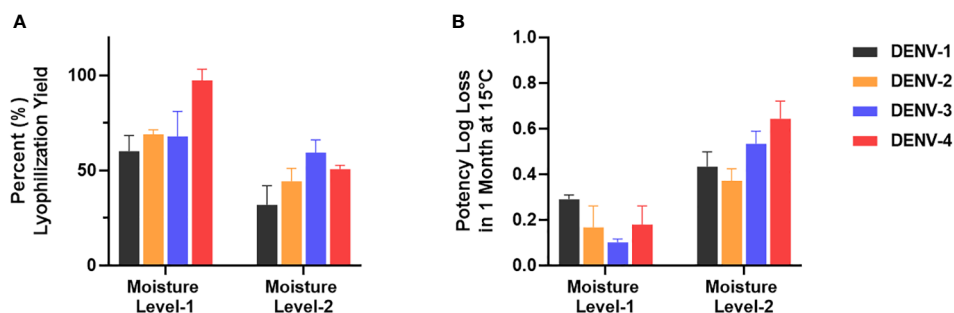 A
Percent (%)
Lyophilization Yield
100
50
0
Moisture
Level-1
Moisture
Level-2
B
Potency Log Loss
in 1 Month at 15°C
1.0
0.8
0.6
0.4
0.2
0.0
Moisture
Level-1
Moisture
Level-2
DENV-1
DENV-2
DENV-3
DENV-4